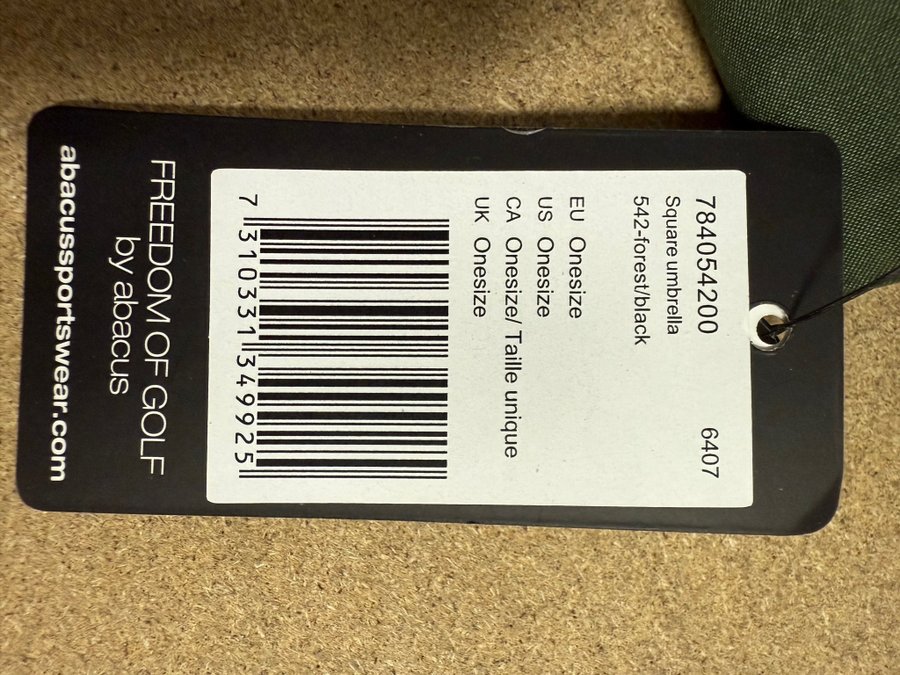 784054200 6407
Square umbrella
542-forest/black
EU Onesize
US Onesize
CA Onesize/ Taille unique
UK Onesize
7 310331 349925
FREEDOM OF GOLF
by abacus
abacussportswear.com